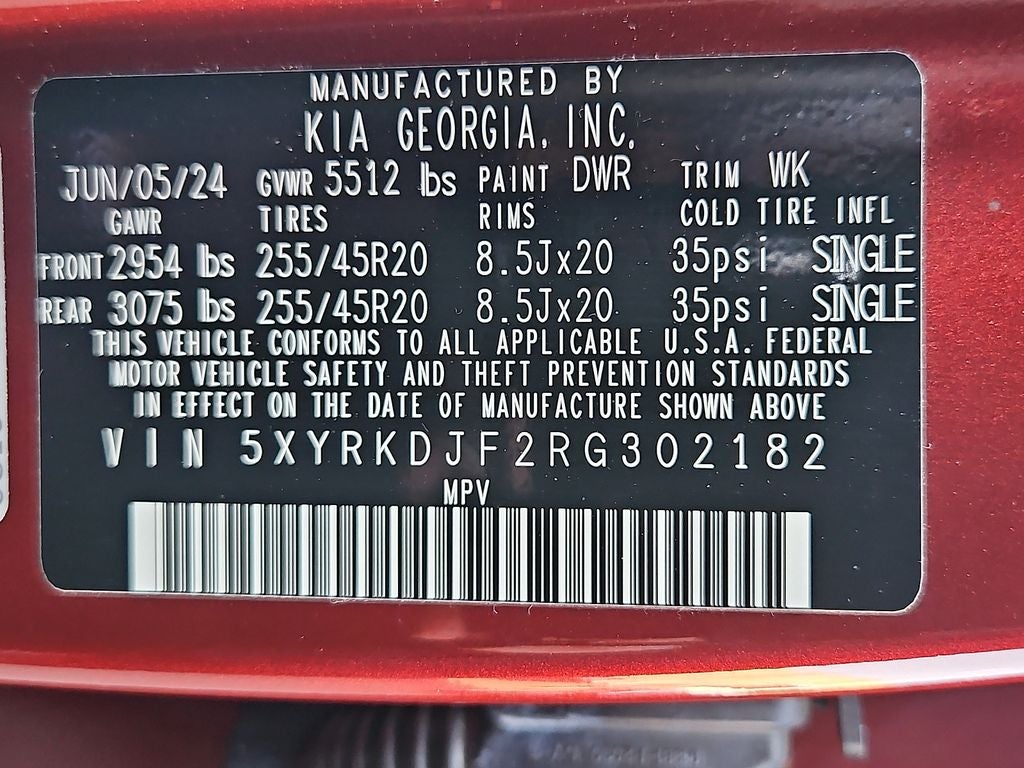 MANUFACTURED BY
KIA GEORGIA, INC.
JUN/05/24 GVWR 5512 lbs PAINT DWR TRIM WK
GAWR TIRES RIMS COLD TIRE INFL
FRONT 2954 lbs 255/45R20 8.5Jx20 35psi SINGLE
REAR 3075 lbs 255/45R20 8.5Jx20 35psi SINGLE
THIS VEHICLE CONFORMS TO ALL APPLICABLE U.S.A. FEDERAL
MOTOR VEHICLE SAFETY AND THEFT PREVENTION STANDARDS
IN EFFECT ON THE DATE OF MANUFACTURE SHOWN ABOVE
VIN 5XYRKDJF2RG302182
MPV